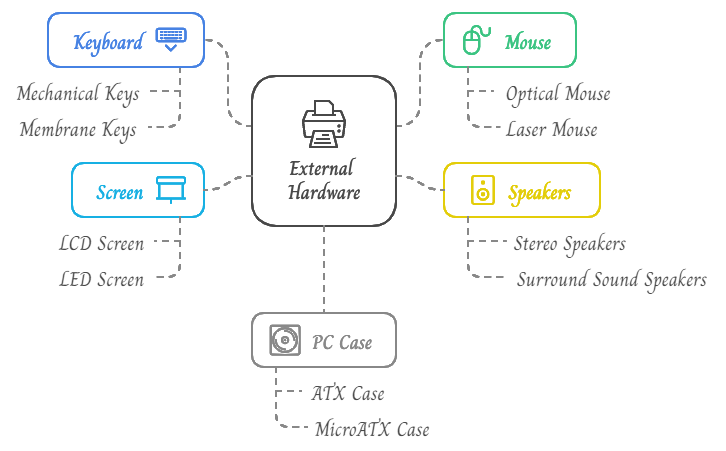 Keyboard
Mechanical Keys
Membrane Keys
Mouse
Optical Mouse
Laser Mouse
External
Hardware
Screen
LCD Screen
LED Screen
Speakers
Stereo Speakers
Surround Sound Speakers
PC Case
ATX Case
MicroATX Case